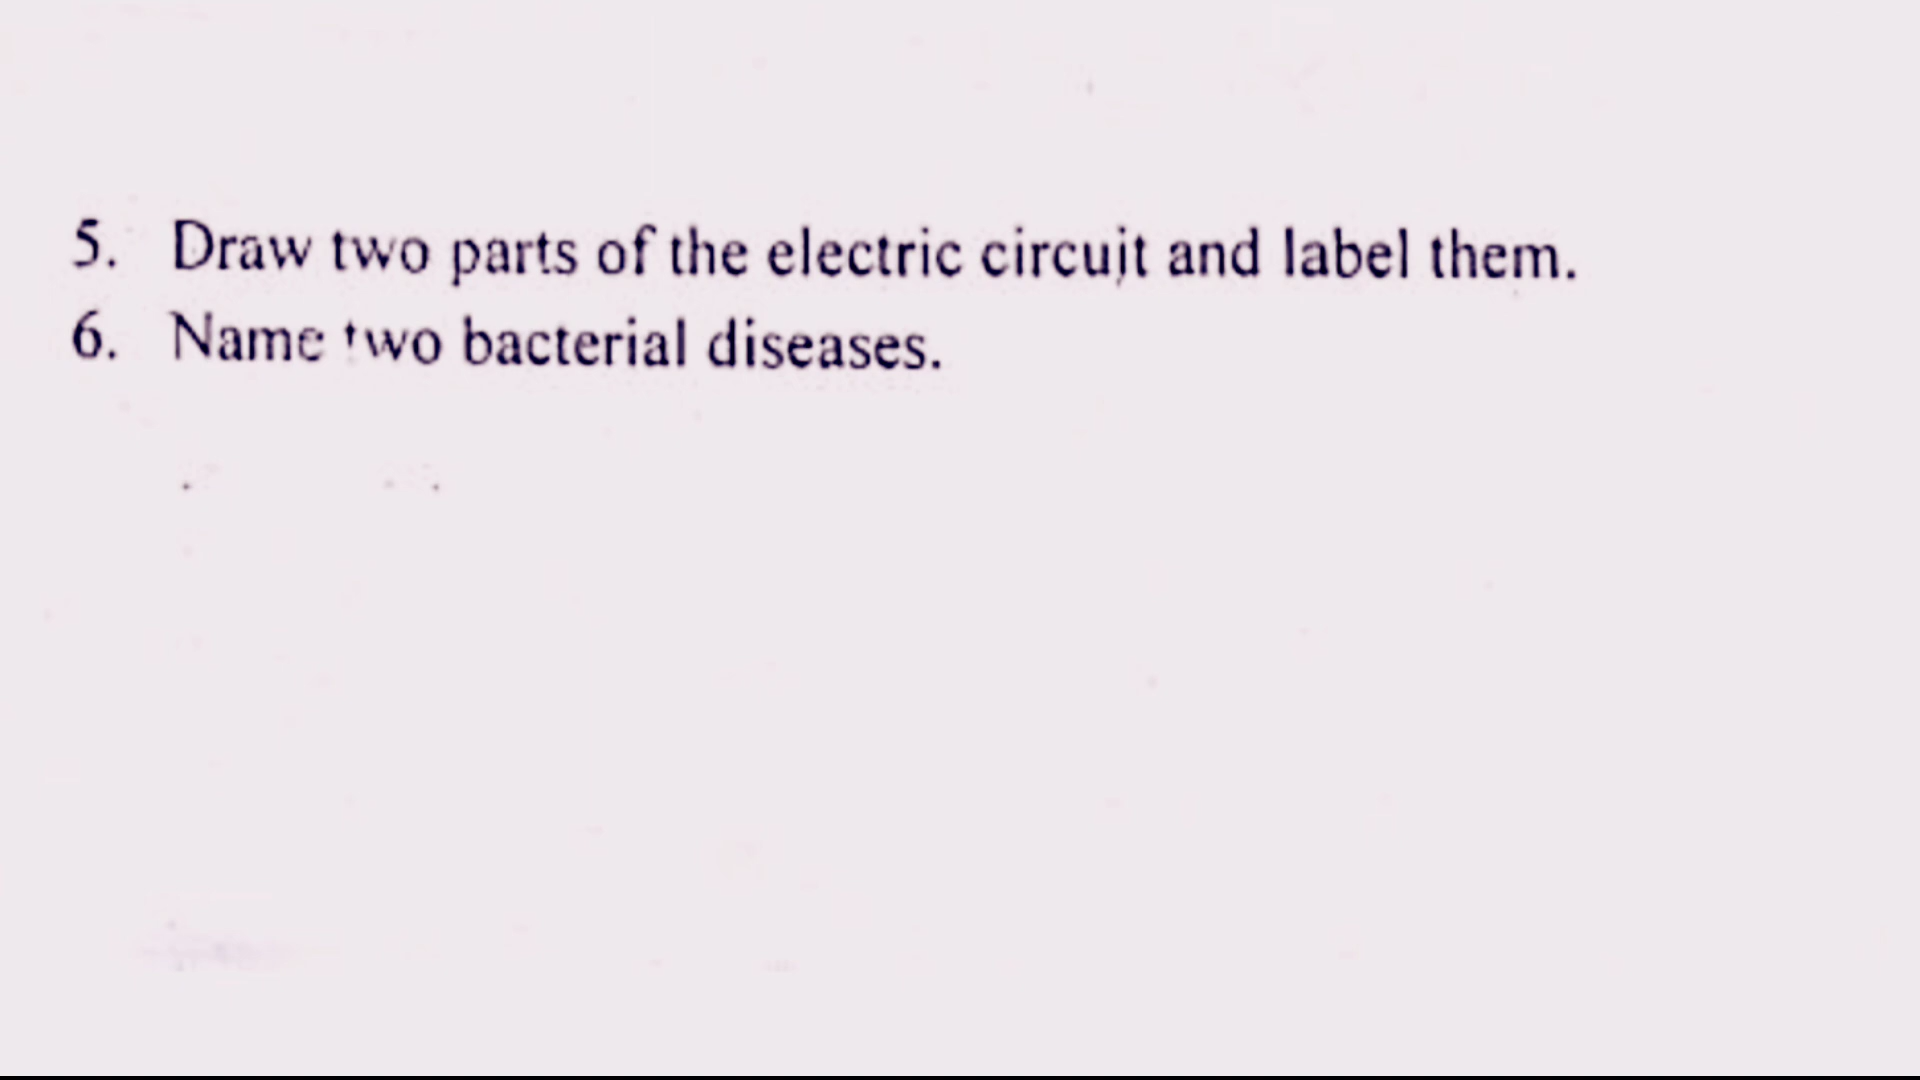 5. Draw two parts of the electric circuit and label them.
6. Name two bacterial diseases.